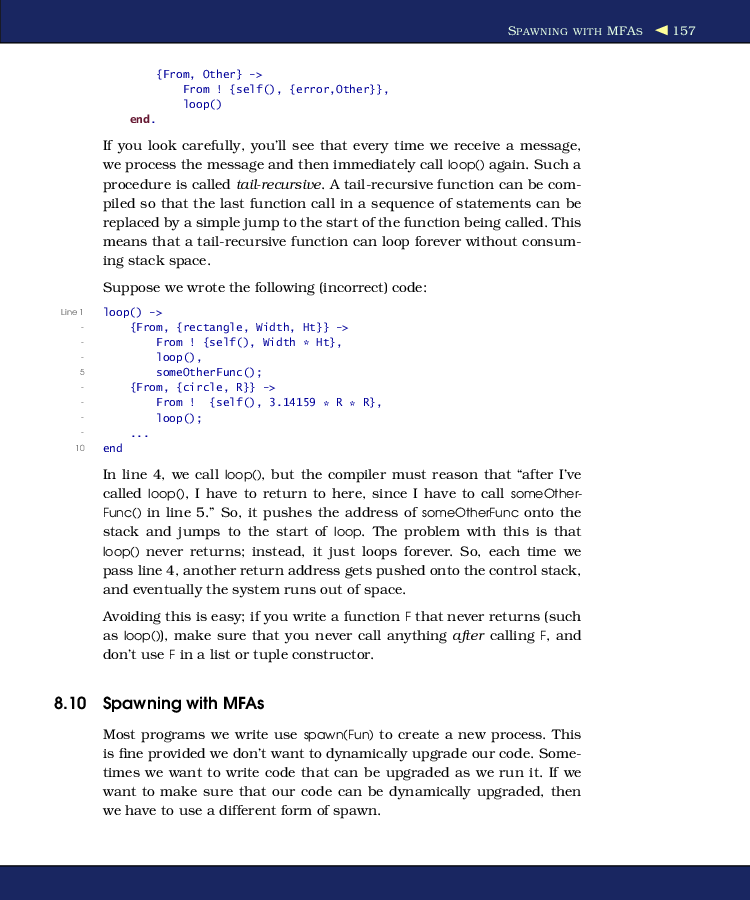 SPAWNING WITH MFAS ◀ 157
{From, Other} ->
From ! {self(), {error,Other}},
loop()
end.
If you look carefully, you'll see that every time we receive a message,
we process the message and then immediately call loop() again. Such a
procedure is called tail-recursive. A tail-recursive function can be com-
piled so that the last function call in a sequence of statements can be
replaced by a simple jump to the start of the function being called. This
means that a tail-recursive function can loop forever without consum-
ing stack space.
Suppose we wrote the following (incorrect) code:
Line 1 loop() ->
- {From, {rectangle, Width, Ht}} ->
- From ! {self(), Width * Ht},
- loop(),
5 someOtherFunc();
- {From, {circle, R}} ->
- From ! {self(), 3.14159 * R * R},
- loop();
- ...
10 end
In line 4, we call loop(), but the compiler must reason that “after I've
called loop(), I have to return to here, since I have to call someOther-
Func() in line 5.” So, it pushes the address of someOtherFunc onto the
stack and jumps to the start of loop. The problem with this is that
loop() never returns; instead, it just loops forever. So, each time we
pass line 4, another return address gets pushed onto the control stack,
and eventually the system runs out of space.
Avoiding this is easy; if you write a function F that never returns (such
as loop()), make sure that you never call anything after calling F, and
don't use F in a list or tuple constructor.
8.10 Spawning with MFAs
Most programs we write use spawn(Fun) to create a new process. This
is fine provided we don't want to dynamically upgrade our code. Some-
times we want to write code that can be upgraded as we run it. If we
want to make sure that our code can be dynamically upgraded, then
we have to use a different form of spawn.